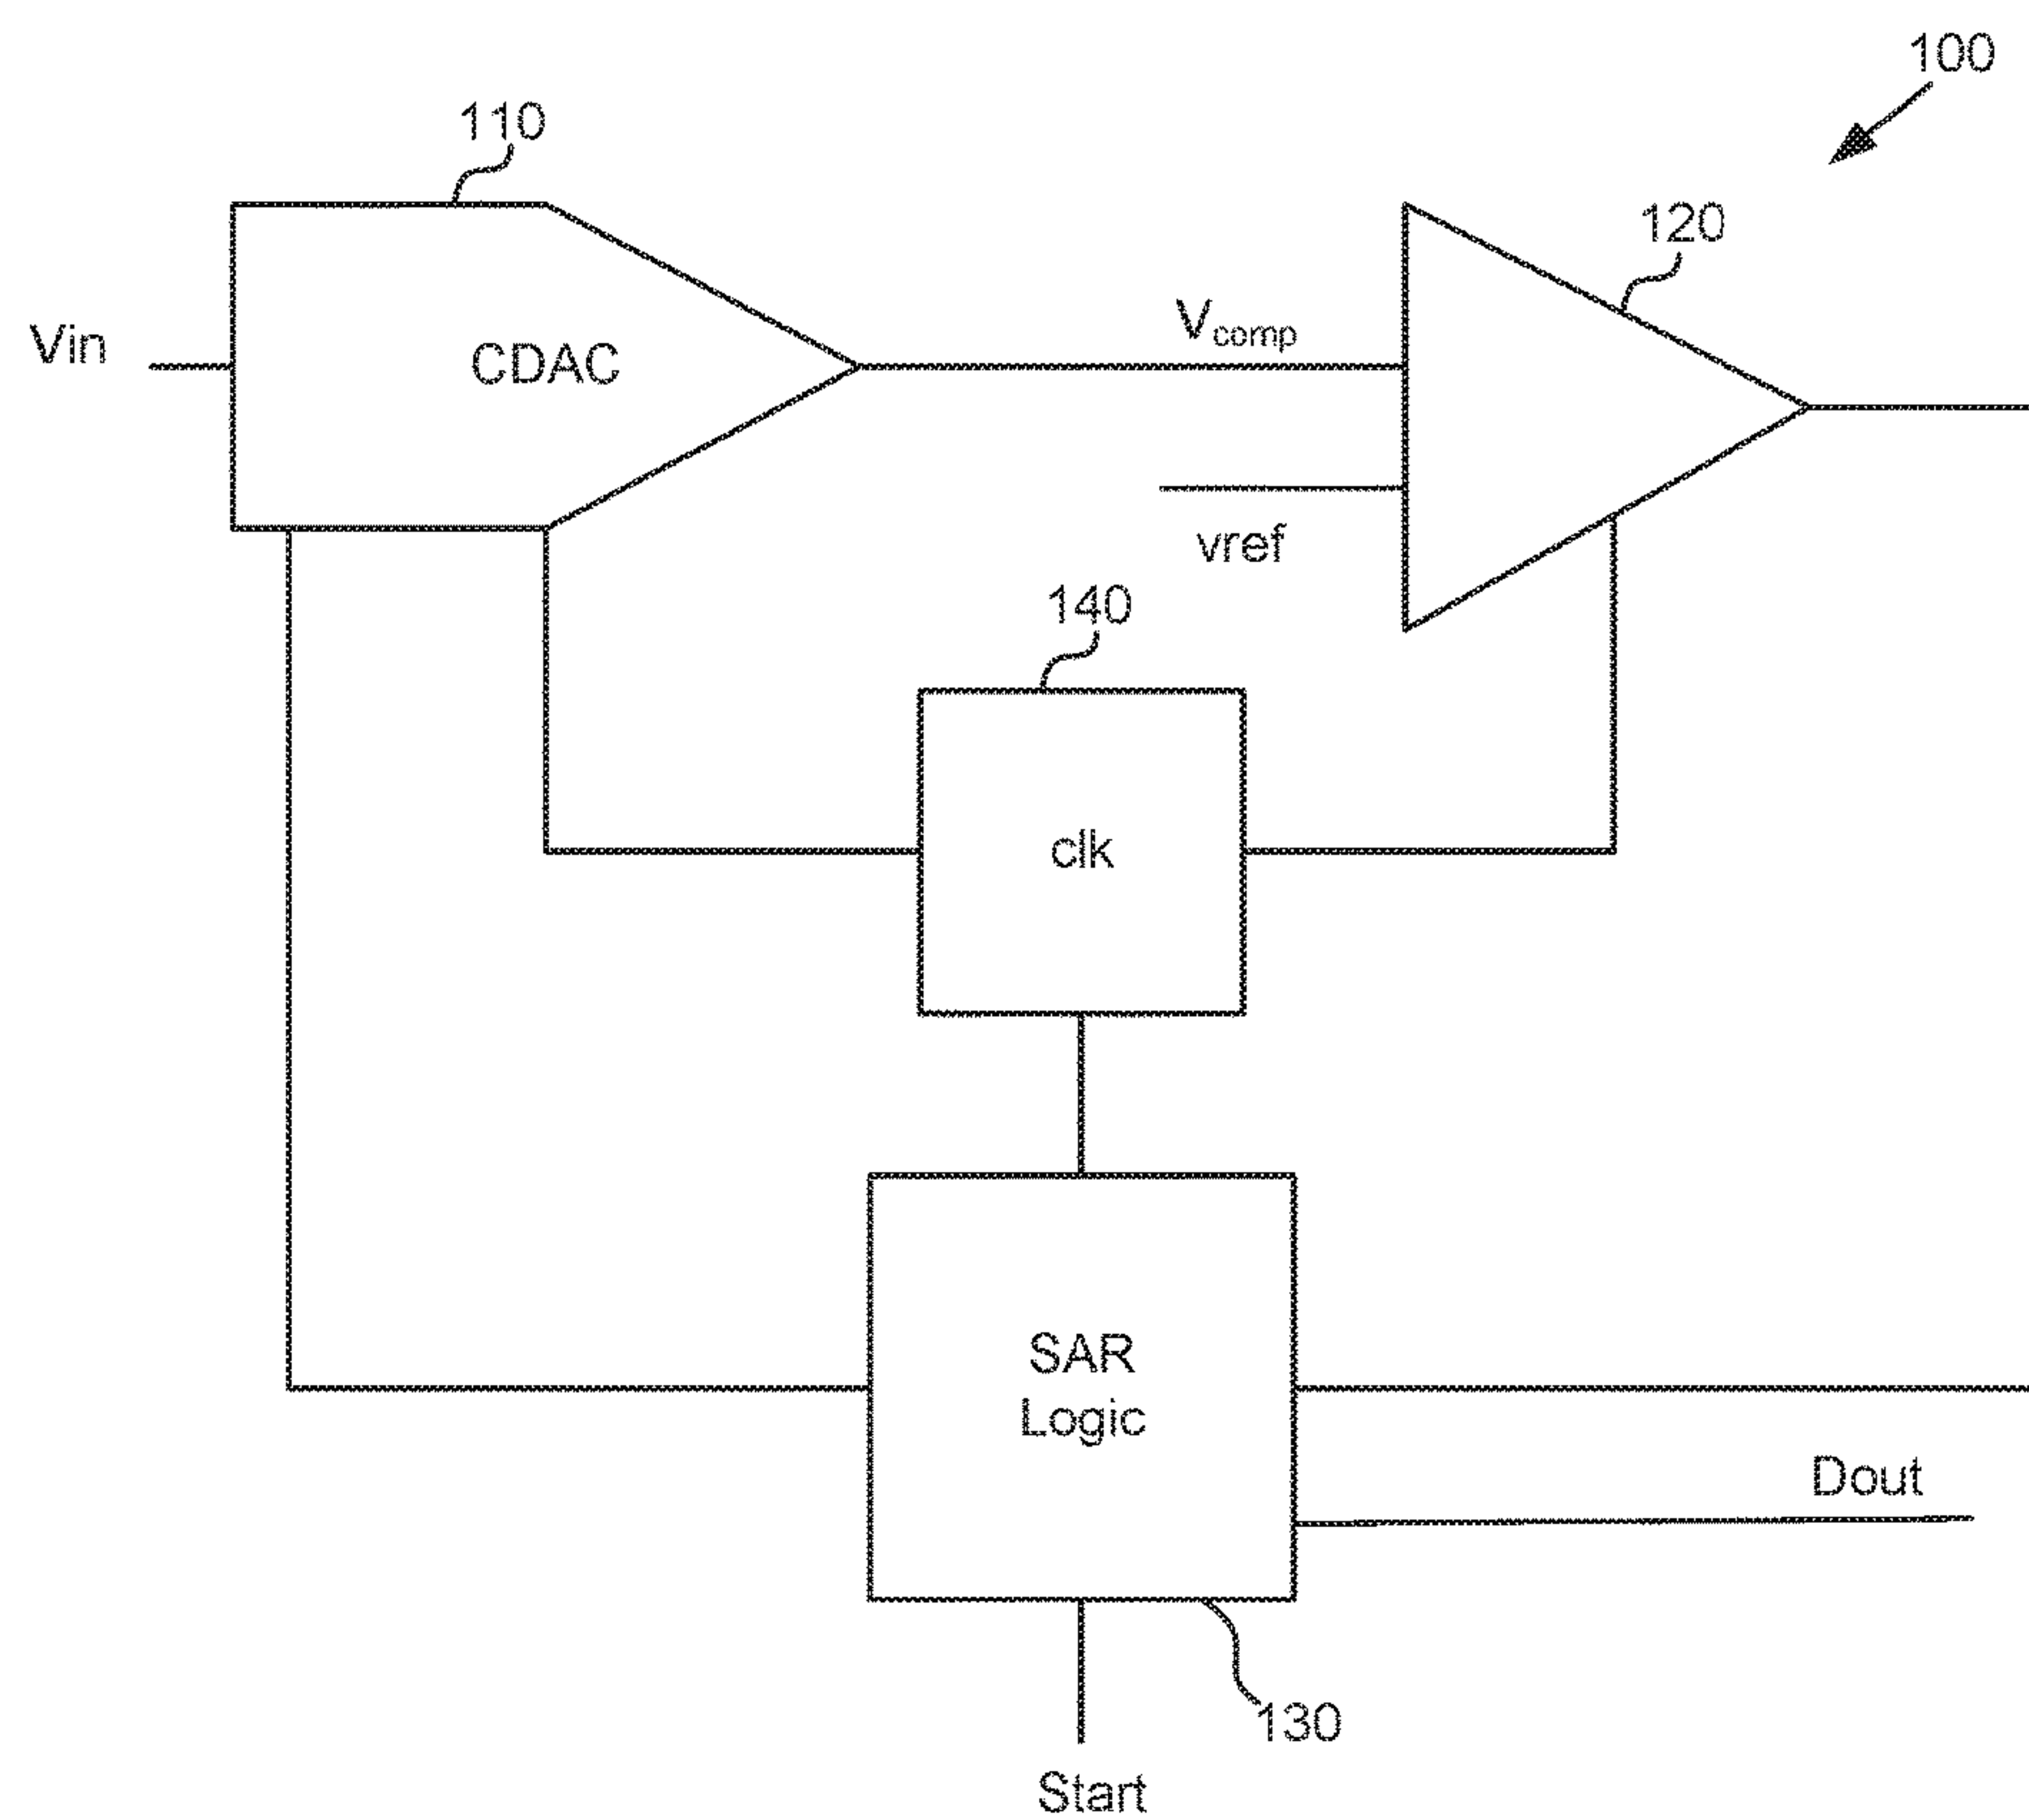 100
110
120
Vin
CDAC
Vcomp
vref
140
clk
SAR
Logic
Dout
130
Start